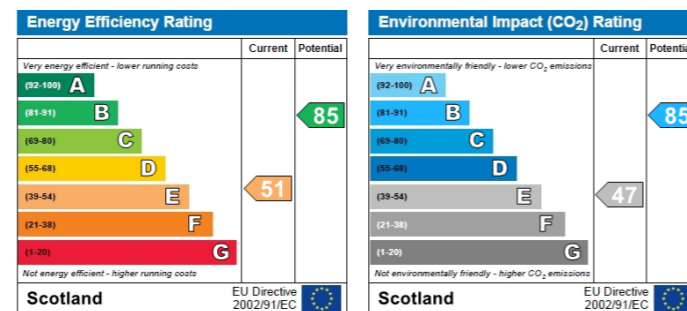 Energy Efficiency Rating
Current Potential
Very energy efficient - lower running costs
(92-100) A
(81-91) B
85
(69-80) C
(55-68) D
(39-54) E
51
(21-38) F
(1-20) G
Not energy efficient - higher running costs
Scotland
EU Directive
2002/91/EC
Environmental Impact (CO₂) Rating
Current Potential
Very environmentally friendly - lower CO₂ emissions
(92-100) A
(81-91) B
85
(69-80) C
(55-68) D
(39-54) E
47
(21-38) F
(1-20) G
Not environmentally friendly - higher CO₂ emissions
Scotland
EU Directive
2002/91/EC